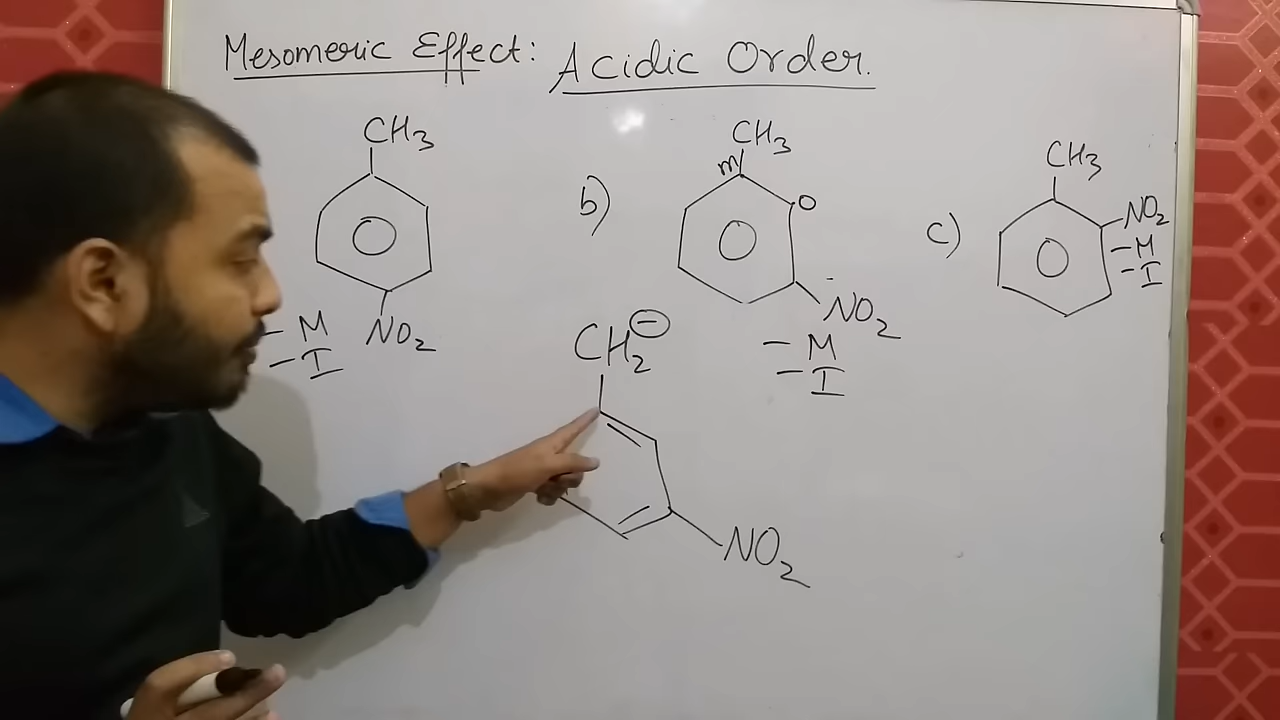 Mesomeric Effect: Acidic Order.
CH3
NO2
– M
– I
b)
CH3
m
o
NO2
– M
– I
c)
CH3
NO2
– M
– I
CH2⊖
NO2